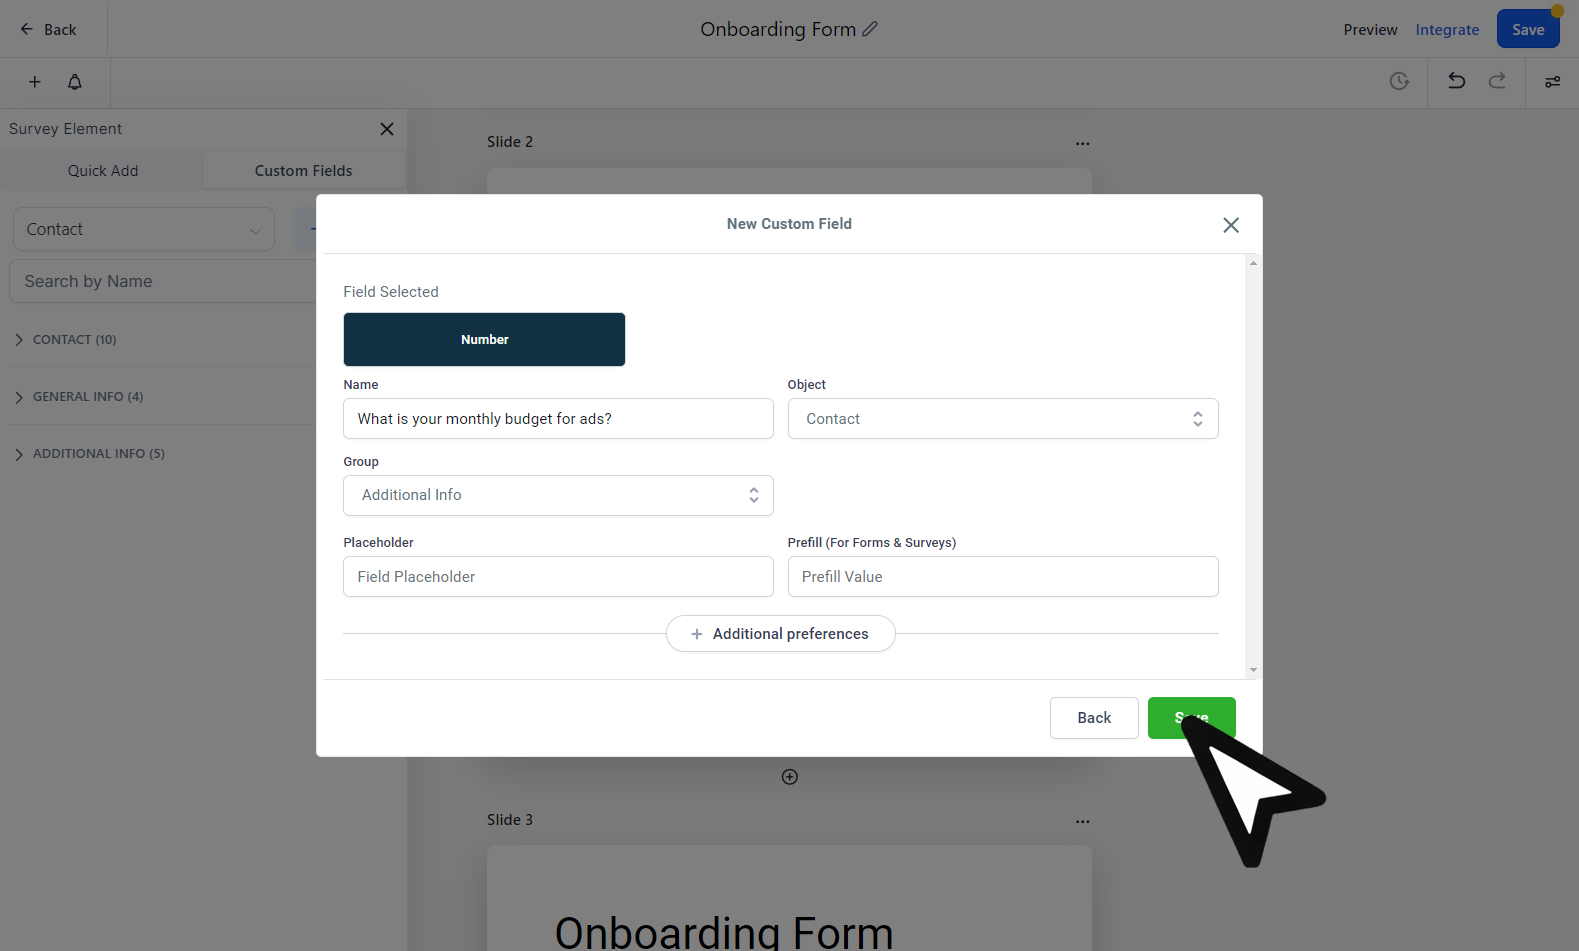 Back
Onboarding Form
Preview
Integrate
Save
Survey Element
Quick Add
Custom Fields
Contact
Search by Name
CONTACT (10)
GENERAL INFO (4)
ADDITIONAL INFO (5)
Slide 2
New Custom Field
Field Selected
Number
Name
Object
What is your monthly budget for ads?
Contact
Group
Additional Info
Placeholder
Prefill (For Forms & Surveys)
Field Placeholder
Prefill Value
Additional preferences
Back
Save
Slide 3
Onboarding Form